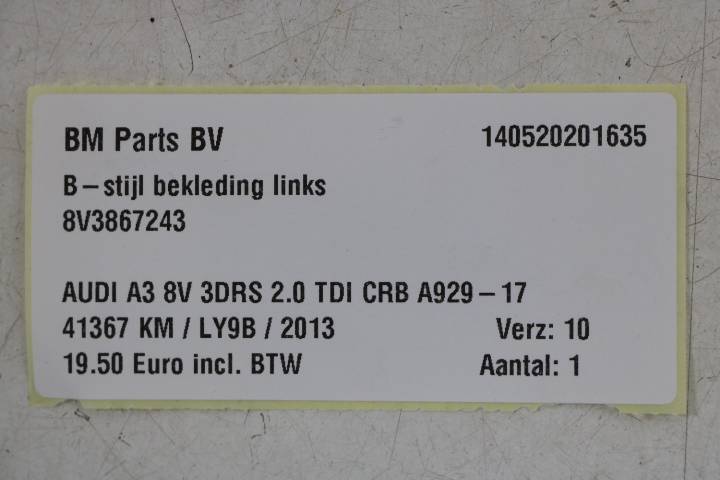 BM Parts BV 140520201635
B-stijl bekleding links
8V3867243
AUDI A3 8V 3DRS 2.0 TDI CRB A929-17
41367 KM / LY9B / 2013 Verz: 10
19.50 Euro incl. BTW Aantal: 1